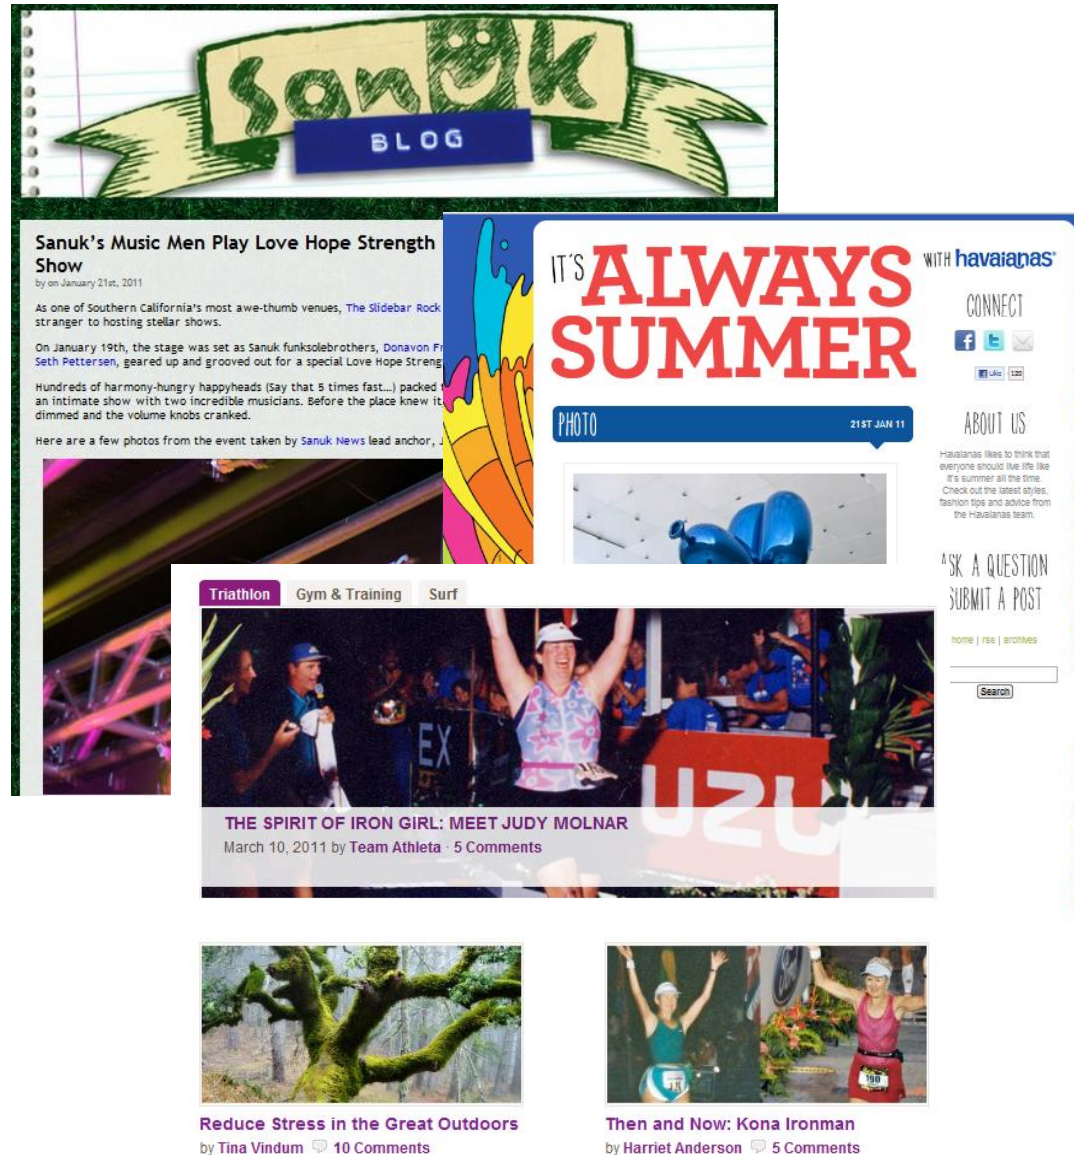 sanuk
BLOG
Sanuk's Music Men Play Love Hope Strength
Show
by on January 21st, 2011
As one of Southern California's most awe-thumb venues, The Slidebar Rock
stranger to hosting stellar shows.
On January 19th, the stage was set as Sanuk funksolebrothers, Donavon
Seth Pettersen, geared up and grooved out for a special Love Hope
Hundreds of harmony-hungry happyheads (Say that 5 times fast...) packed
an intimate show with two incredible musicians. Before the place knew it
dimmed and the volume knobs cranked.
Here are a few photos from the event taken by Sanuk News lead anchor,
IT'S ALWAYS
SUMMER
WITH havaianas
CONNECT
Like 120
PHOTO
21ST JAN 11
ABOUT US
Havaianas likes to think that
everyone should live life like
it's summer all the time.
Check out the latest styles,
fashion tips and advice from
the Havaianas team.
ASK A QUESTION
SUBMIT A POST
home | rss | archives
Search
Triathlon Gym & Training Surf
EX
UZU
THE SPIRIT OF IRON GIRL: MEET JUDY MOLNAR
March 10, 2011 by Team Athleta · 5 Comments
Reduce Stress in the Great Outdoors
by Tina Vindum 10 Comments
190
Then and Now: Kona Ironman
by Harriet Anderson 5 Comments